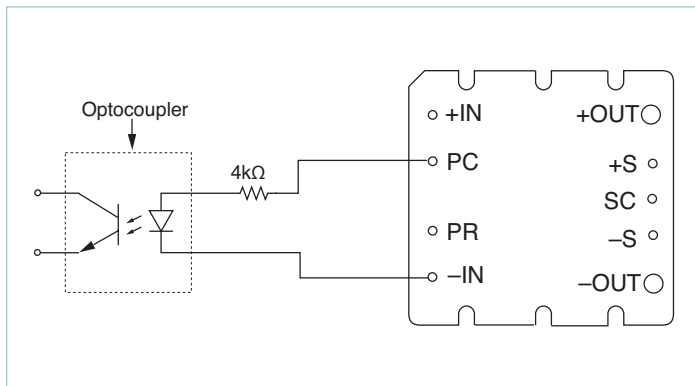 Optocoupler
4kΩ
+IN
PC
PR
–IN
+OUT
+S
SC
–S
–OUT